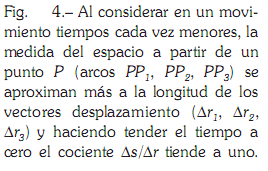 Fig. 4.– Al considerar en un movi-
miento tiempos cada vez menores, la
medida del espacio a partir de un
punto P (arcos PP₁, PP₂, PP₃) se
aproximan más a la longitud de los
vectores desplazamiento (Δr₁, Δr₂,
Δr₃) y haciendo tender el tiempo a
cero el cociente Δs/Δr tiende a uno.